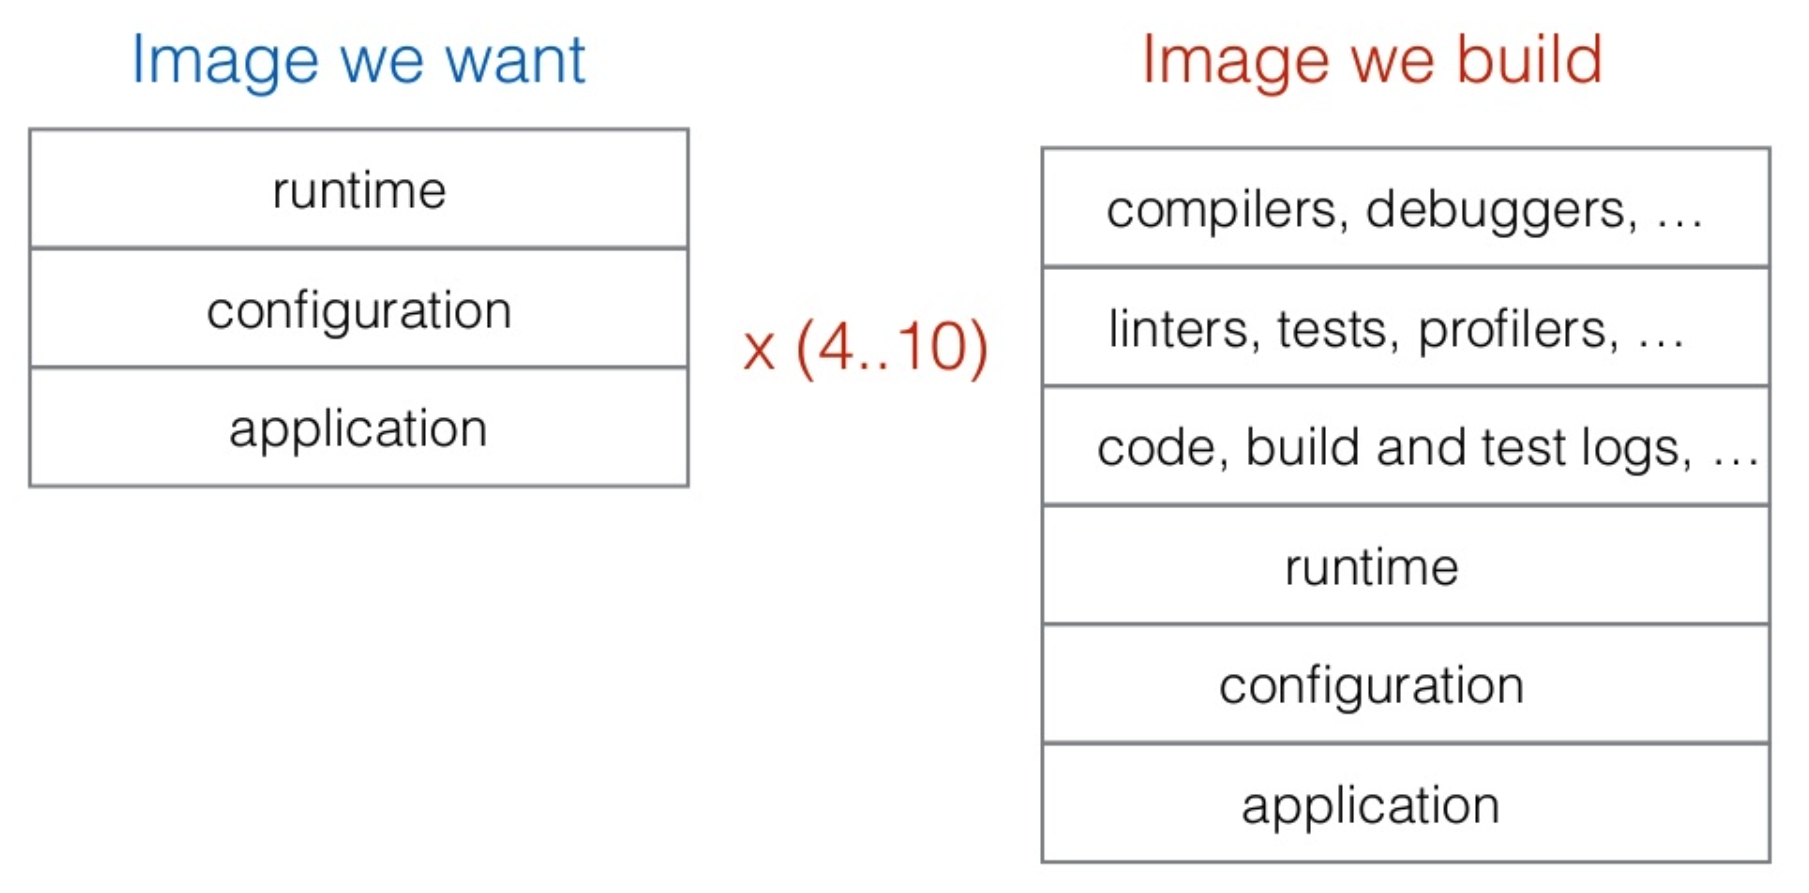 Image we want
runtime
configuration
application
x (4..10)
Image we build
compilers, debuggers, …
linters, tests, profilers, …
code, build and test logs, …
runtime
configuration
application